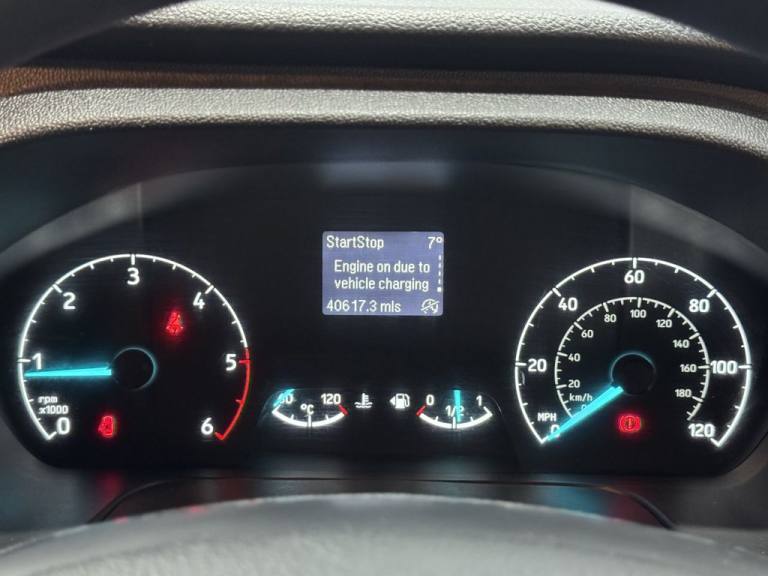 StartStop 7°
Engine on due to
vehicle charging
40617.3 mls
0
1
2
3
4
5
6
rpm
x1000
120
°C
0 1/2 1
0
20
40
60
80
100
120
MPH
20
40
60
80
100
120
140
160
180
km/h